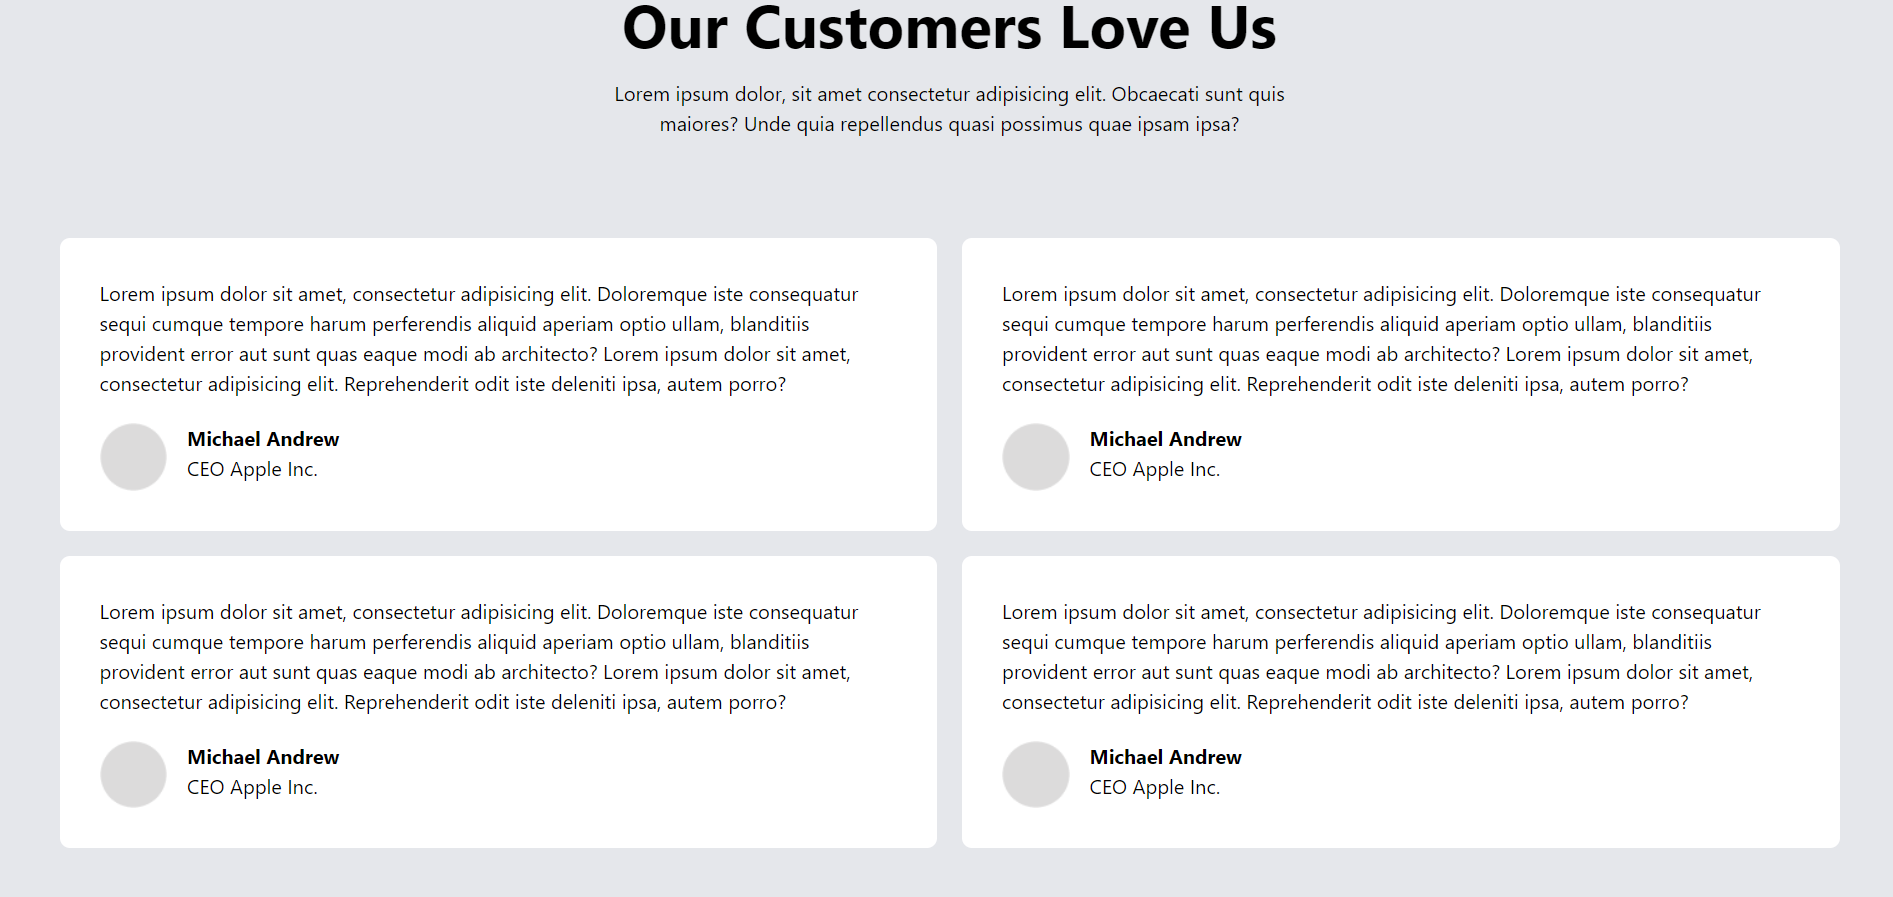 Our Customers Love Us
Lorem ipsum dolor, sit amet consectetur adipisicing elit. Obcaecati sunt quis
maiores? Unde quia repellendus quasi possimus quae ipsam ipsa?
Lorem ipsum dolor sit amet, consectetur adipisicing elit. Doloremque iste consequatur
sequi cumque tempore harum perferendis aliquid aperiam optio ullam, blanditiis
provident error aut sunt quas eaque modi ab architecto? Lorem ipsum dolor sit amet,
consectetur adipisicing elit. Reprehenderit odit iste deleniti ipsa, autem porro?
Michael Andrew
CEO Apple Inc.
Lorem ipsum dolor sit amet, consectetur adipisicing elit. Doloremque iste consequatur
sequi cumque tempore harum perferendis aliquid aperiam optio ullam, blanditiis
provident error aut sunt quas eaque modi ab architecto? Lorem ipsum dolor sit amet,
consectetur adipisicing elit. Reprehenderit odit iste deleniti ipsa, autem porro?
Michael Andrew
CEO Apple Inc.
Lorem ipsum dolor sit amet, consectetur adipisicing elit. Doloremque iste consequatur
sequi cumque tempore harum perferendis aliquid aperiam optio ullam, blanditiis
provident error aut sunt quas eaque modi ab architecto? Lorem ipsum dolor sit amet,
consectetur adipisicing elit. Reprehenderit odit iste deleniti ipsa, autem porro?
Michael Andrew
CEO Apple Inc.
Lorem ipsum dolor sit amet, consectetur adipisicing elit. Doloremque iste consequatur
sequi cumque tempore harum perferendis aliquid aperiam optio ullam, blanditiis
provident error aut sunt quas eaque modi ab architecto? Lorem ipsum dolor sit amet,
consectetur adipisicing elit. Reprehenderit odit iste deleniti ipsa, autem porro?
Michael Andrew
CEO Apple Inc.